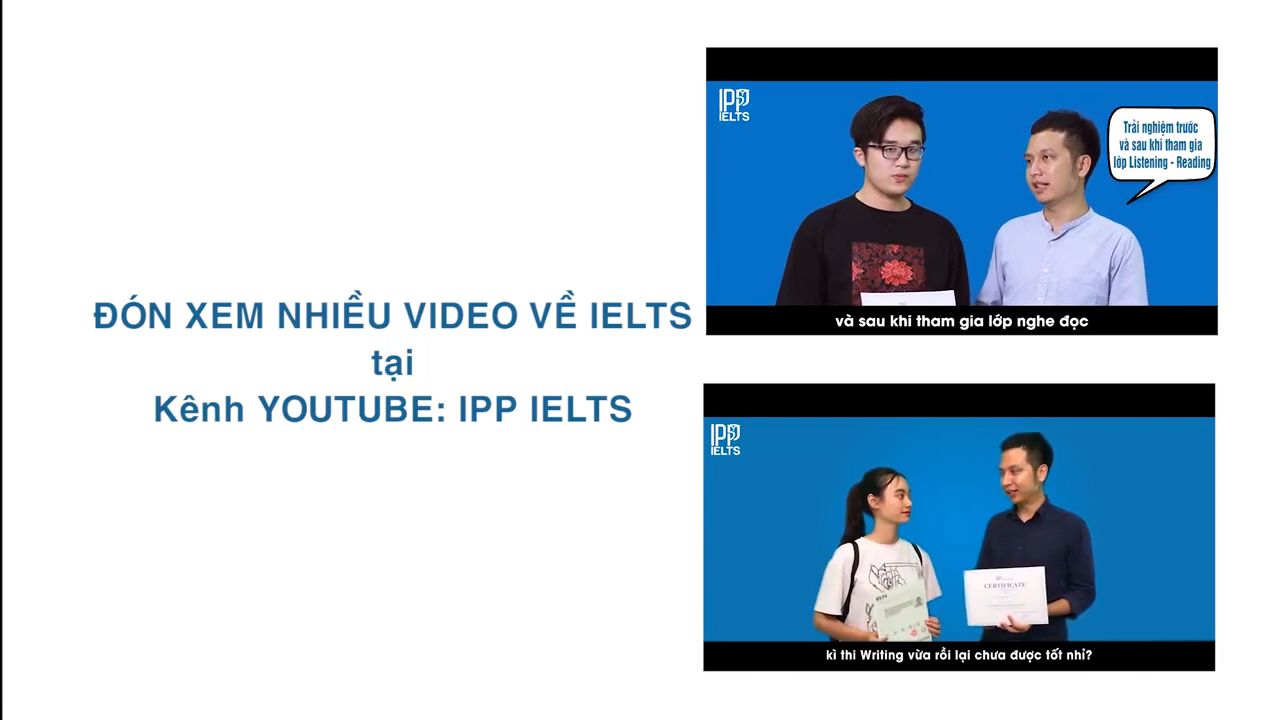 ĐÓN XEM NHIỀU VIDEO VỀ IELTS
tại
Kênh YOUTUBE: IPP IELTS
IPP
IELTS
Trải nghiệm trước
và sau khi tham gia
lớp Listening - Reading
và sau khi tham gia lớp nghe đọc
IPP
IELTS
IELTS
CERTIFICATE
kì thi Writing vừa rồi lại chưa được tốt nhỉ?